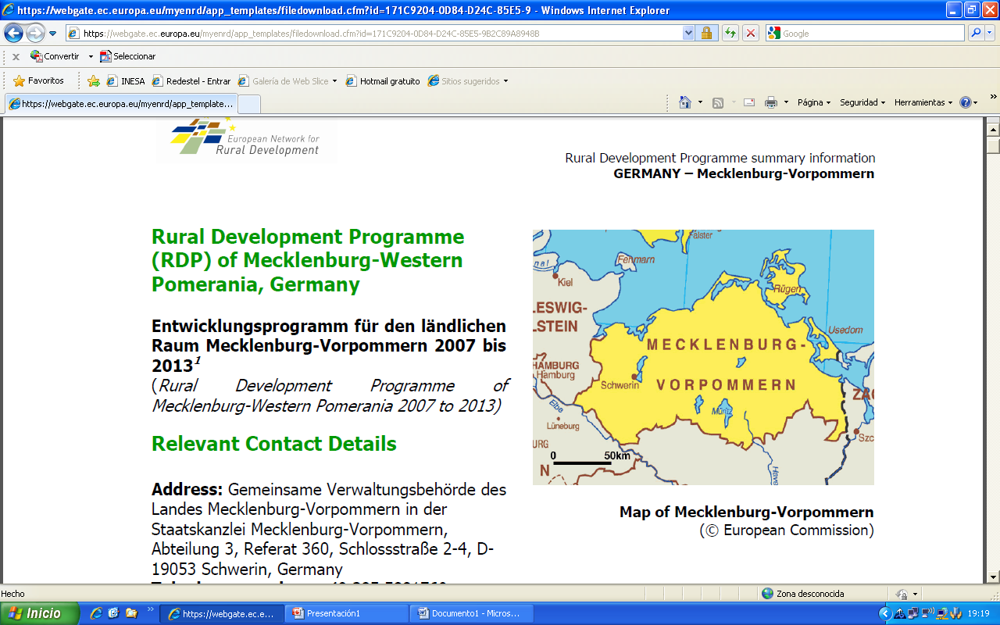 https://webgate.ec.europa.eu/myenrd/app_templates/filedownload.cfm?id=171C9204-0D84-D24C-85E5-9 - Windows Internet Explorer
https://webgate.ec.europa.eu/myenrd/app_templates/filedownload.cfm?id=171C9204-0D84-D24C-85E5-9B2C89A8948B
Google
Convertir
Seleccionar
Favoritos
INESA
Redestel - Entrar
Galería de Web Slice
Hotmail gratuito
Sitios sugeridos
https://webgate.ec.europa.eu/myenrd/app_template...
Página
Seguridad
Herramientas
European Network for
Rural Development
Rural Development Programme summary information
GERMANY – Mecklenburg-Vorpommern
Rural Development Programme
(RDP) of Mecklenburg-Western
Pomerania, Germany
Entwicklungsprogramm für den ländlichen
Raum Mecklenburg-Vorpommern 2007 bis
2013¹
(Rural Development Programme of
Mecklenburg-Western Pomerania 2007 to 2013)
Relevant Contact Details
Address: Gemeinsame Verwaltungsbehörde des
Landes Mecklenburg-Vorpommern in der
Staatskanzlei Mecklenburg-Vorpommern,
Abteilung 3, Referat 360, Schlossstraße 2-4, D-
19053 Schwerin, Germany
Falster
Fehmarn
nal
Kiel
Rügen
LESWIG-
LSTEIN
Usedom
MECKLENBURG-
HAMBURG
Hamburg
Schwerin
VORPOMMERN
ZAC
Elbe
Müritz
Lüneburg
Szc
URG
0 50km
N
Have
Map of Mecklenburg-Vorpommern
(© European Commission)
Hecho
Zona desconocida
Inicio
https://webgate.ec.e...
Presentación1
Documento1 - Micros...
19:19